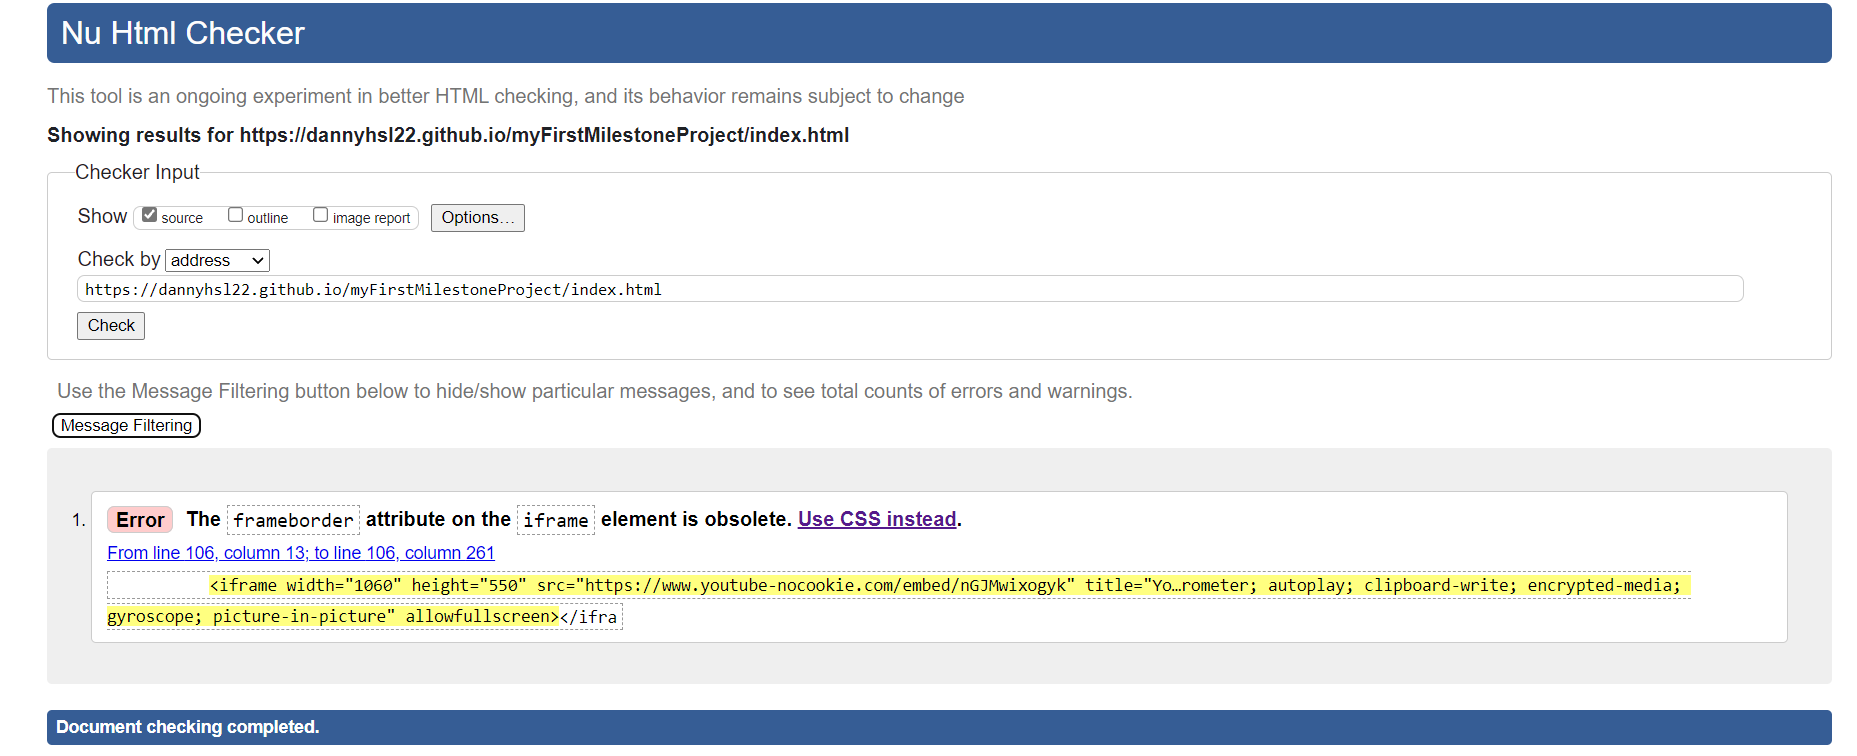 Nu Html Checker
This tool is an ongoing experiment in better HTML checking, and its behavior remains subject to change
Showing results for https://dannyhsl22.github.io/myFirstMilestoneProject/index.html
Checker Input
Show source outline image report Options...
Check by address
https://dannyhsl22.github.io/myFirstMilestoneProject/index.html
Check
Use the Message Filtering button below to hide/show particular messages, and to see total counts of errors and warnings.
Message Filtering
1. Error The frameborder attribute on the iframe element is obsolete. Use CSS instead.
From line 106, column 13; to line 106, column 261
<iframe width="1060" height="550" src="https://www.youtube-nocookie.com/embed/nGJMwixogyk" title="Yo…rometer; autoplay; clipboard-write; encrypted-media;
gyroscope; picture-in-picture" allowfullscreen></ifra
Document checking completed.